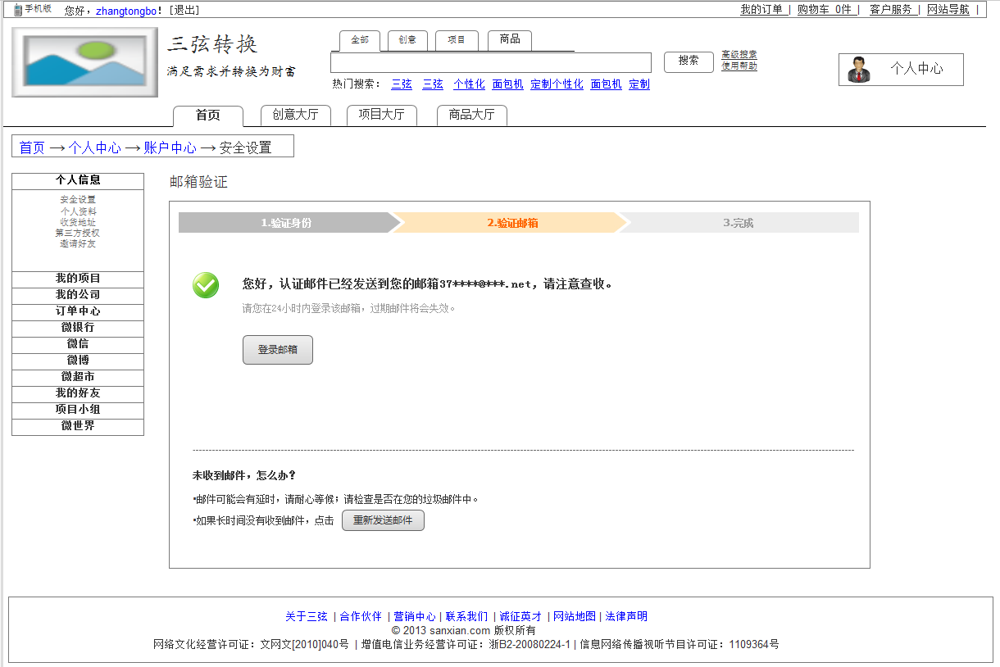 手机版 您好，zhangtongbo! [退出] 我的订单 | 购物车 0件 | 客户服务 | 网站导航 |
三弦转换
满足需求并转换为财富
全部 创意 项目 商品
搜索 高级搜索
使用帮助
热门搜索： 三弦 三弦 个性化 面包机 定制个性化 面包机 定制
个人中心
首页 创意大厅 项目大厅 商品大厅
首页 → 个人中心 → 账户中心 → 安全设置
个人信息
安全设置
个人资料
收货地址
第三方授权
邀请好友
我的项目
我的公司
订单中心
微银行
微信
微博
微超市
我的好友
项目小组
微世界
邮箱验证
1.验证身份 2.验证邮箱 3.完成
您好，认证邮件已经发送到您的邮箱37****@***.net，请注意查收。
请您在24小时内登录该邮箱，过期邮件将会失效。
登录邮箱
未收到邮件，怎么办？
·邮件可能会有延时，请耐心等候；请检查是否在您的垃圾邮件中。
·如果长时间没有收到邮件，点击 重新发送邮件
关于三弦 | 合作伙伴 | 营销中心 | 联系我们 | 诚征英才 | 网站地图 | 法律声明
© 2013 sanxian.com 版权所有
网络文化经营许可证：文网文[2010]040号 | 增值电信业务经营许可证：浙B2-20080224-1 | 信息网络传播视听节目许可证：1109364号